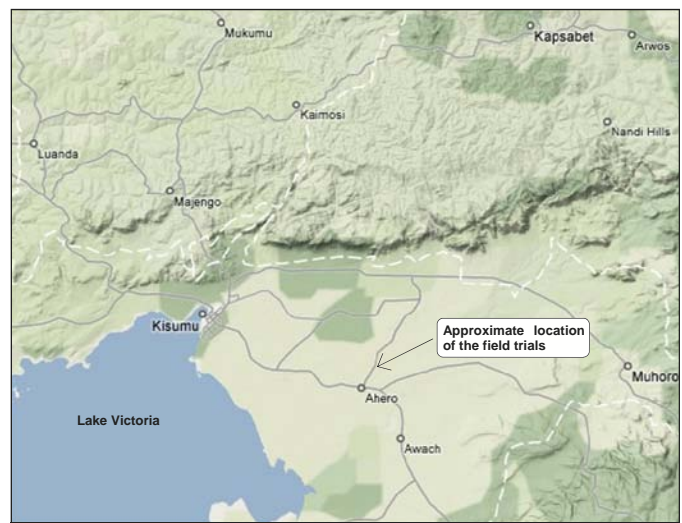 Mukumu
Kapsabet
Arwos
Kaimosi
Nandi Hills
Luanda
Majengo
Kisumu
Approximate location
of the field trials
Muhoro
Ahero
Lake Victoria
Awach